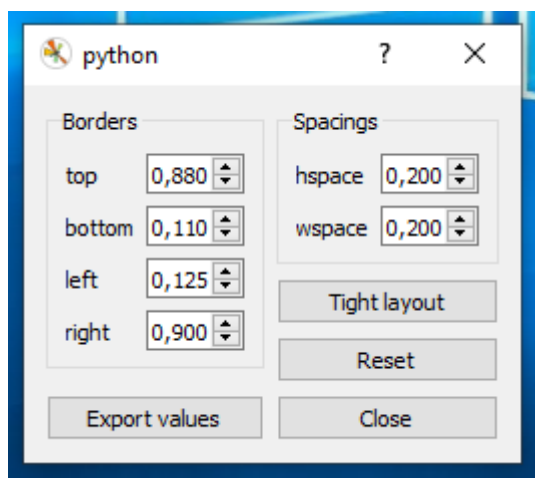 python ?
Borders
top 0,880
bottom 0,110
left 0,125
right 0,900
Spacings
hspace 0,200
wspace 0,200
Tight layout
Reset
Export values
Close